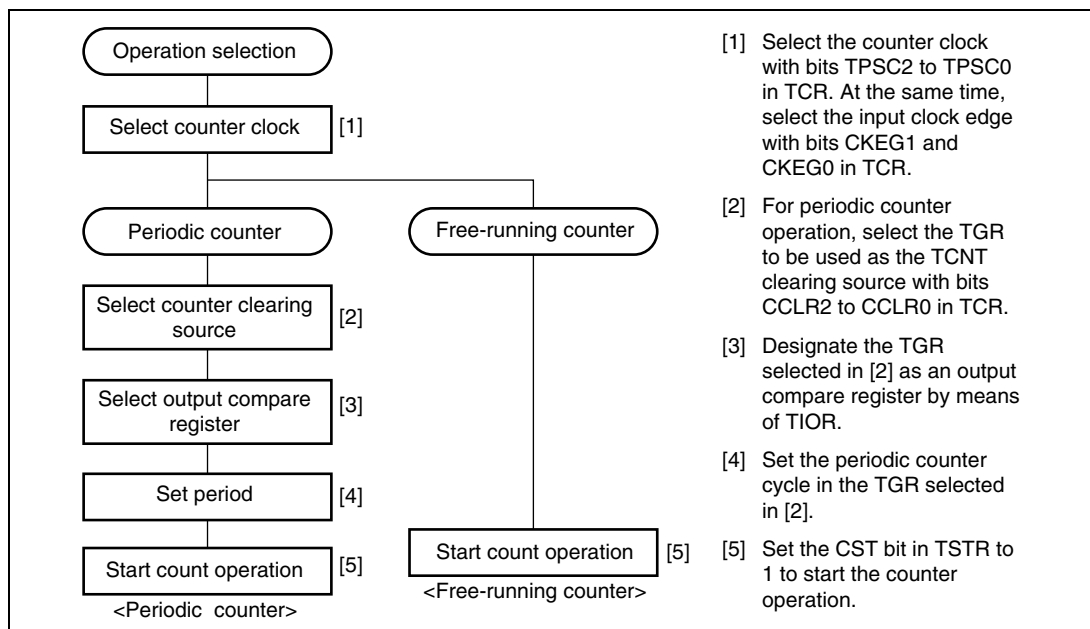 Operation selection
Select counter clock
[1]
Periodic counter
Free-running counter
Select counter clearing
source
[2]
Select output compare
register
[3]
Set period
[4]
Start count operation
[5]
<Periodic counter>
Start count operation
[5]
<Free-running counter>
[1] Select the counter clock
with bits TPSC2 to TPSC0
in TCR. At the same time,
select the input clock edge
with bits CKEG1 and
CKEG0 in TCR.
[2] For periodic counter
operation, select the TGR
to be used as the TCNT
clearing source with bits
CCLR2 to CCLR0 in TCR.
[3] Designate the TGR
selected in [2] as an output
compare register by means
of TIOR.
[4] Set the periodic counter
cycle in the TGR selected
in [2].
[5] Set the CST bit in TSTR to
1 to start the counter
operation.